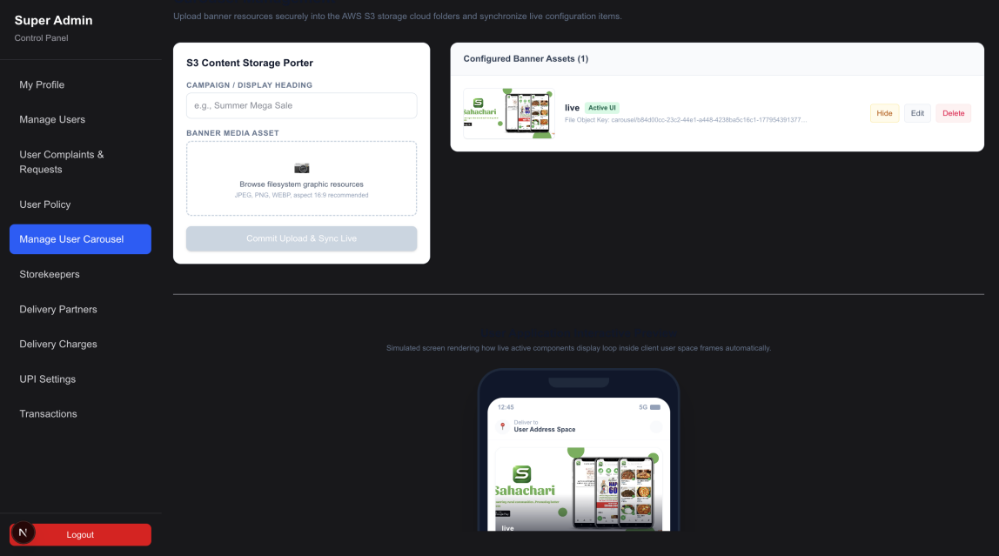 Super Admin
Control Panel
My Profile
Manage Users
User Complaints &
Requests
User Policy
Manage User Carousel
Storekeepers
Delivery Partners
Delivery Charges
UPI Settings
Transactions
N
Logout
Upload banner resources securely into the AWS S3 storage cloud folders and synchronize live configuration items.
S3 Content Storage Porter
CAMPAIGN / DISPLAY HEADING
e.g., Summer Mega Sale
BANNER MEDIA ASSET
Browse filesystem graphic resources
JPEG, PNG, WEBP, aspect 16:9 recommended
Commit Upload & Sync Live
Configured Banner Assets (1)
live Active UI
File Object Key: carousel/b84d00cc-23c2-44e1-a448-4238ba5c16c1-177954391377...
Hide Edit Delete
Simulated screen rendering how live active components display loop inside client user space frames automatically.
12:45 5G
Deliver to
User Address Space
S
Sahachari
live